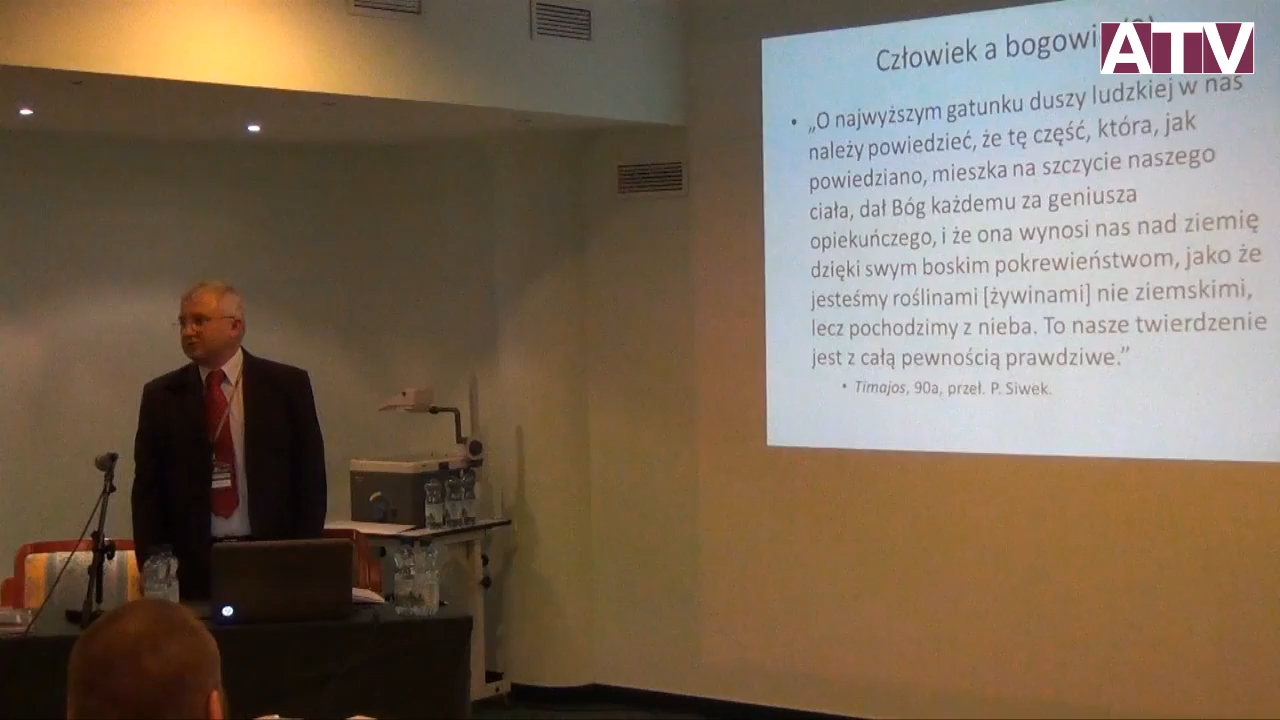 ATV
Człowiek a bogowi
• „O najwyższym gatunku duszy ludzkiej w nas
należy powiedzieć, że tę część, która, jak
powiedziano, mieszka na szczycie naszego
ciała, dał Bóg każdemu za geniusza
opiekuńczego, i że ona wynosi nas nad ziemię
dzięki swym boskim pokrewieństwom, jako że
jesteśmy roślinami [żywinami] nie ziemskimi,
lecz pochodzimy z nieba. To nasze twierdzenie
jest z całą pewnością prawdziwe.”
• Timajos, 90a, przeł. P. Siwek.